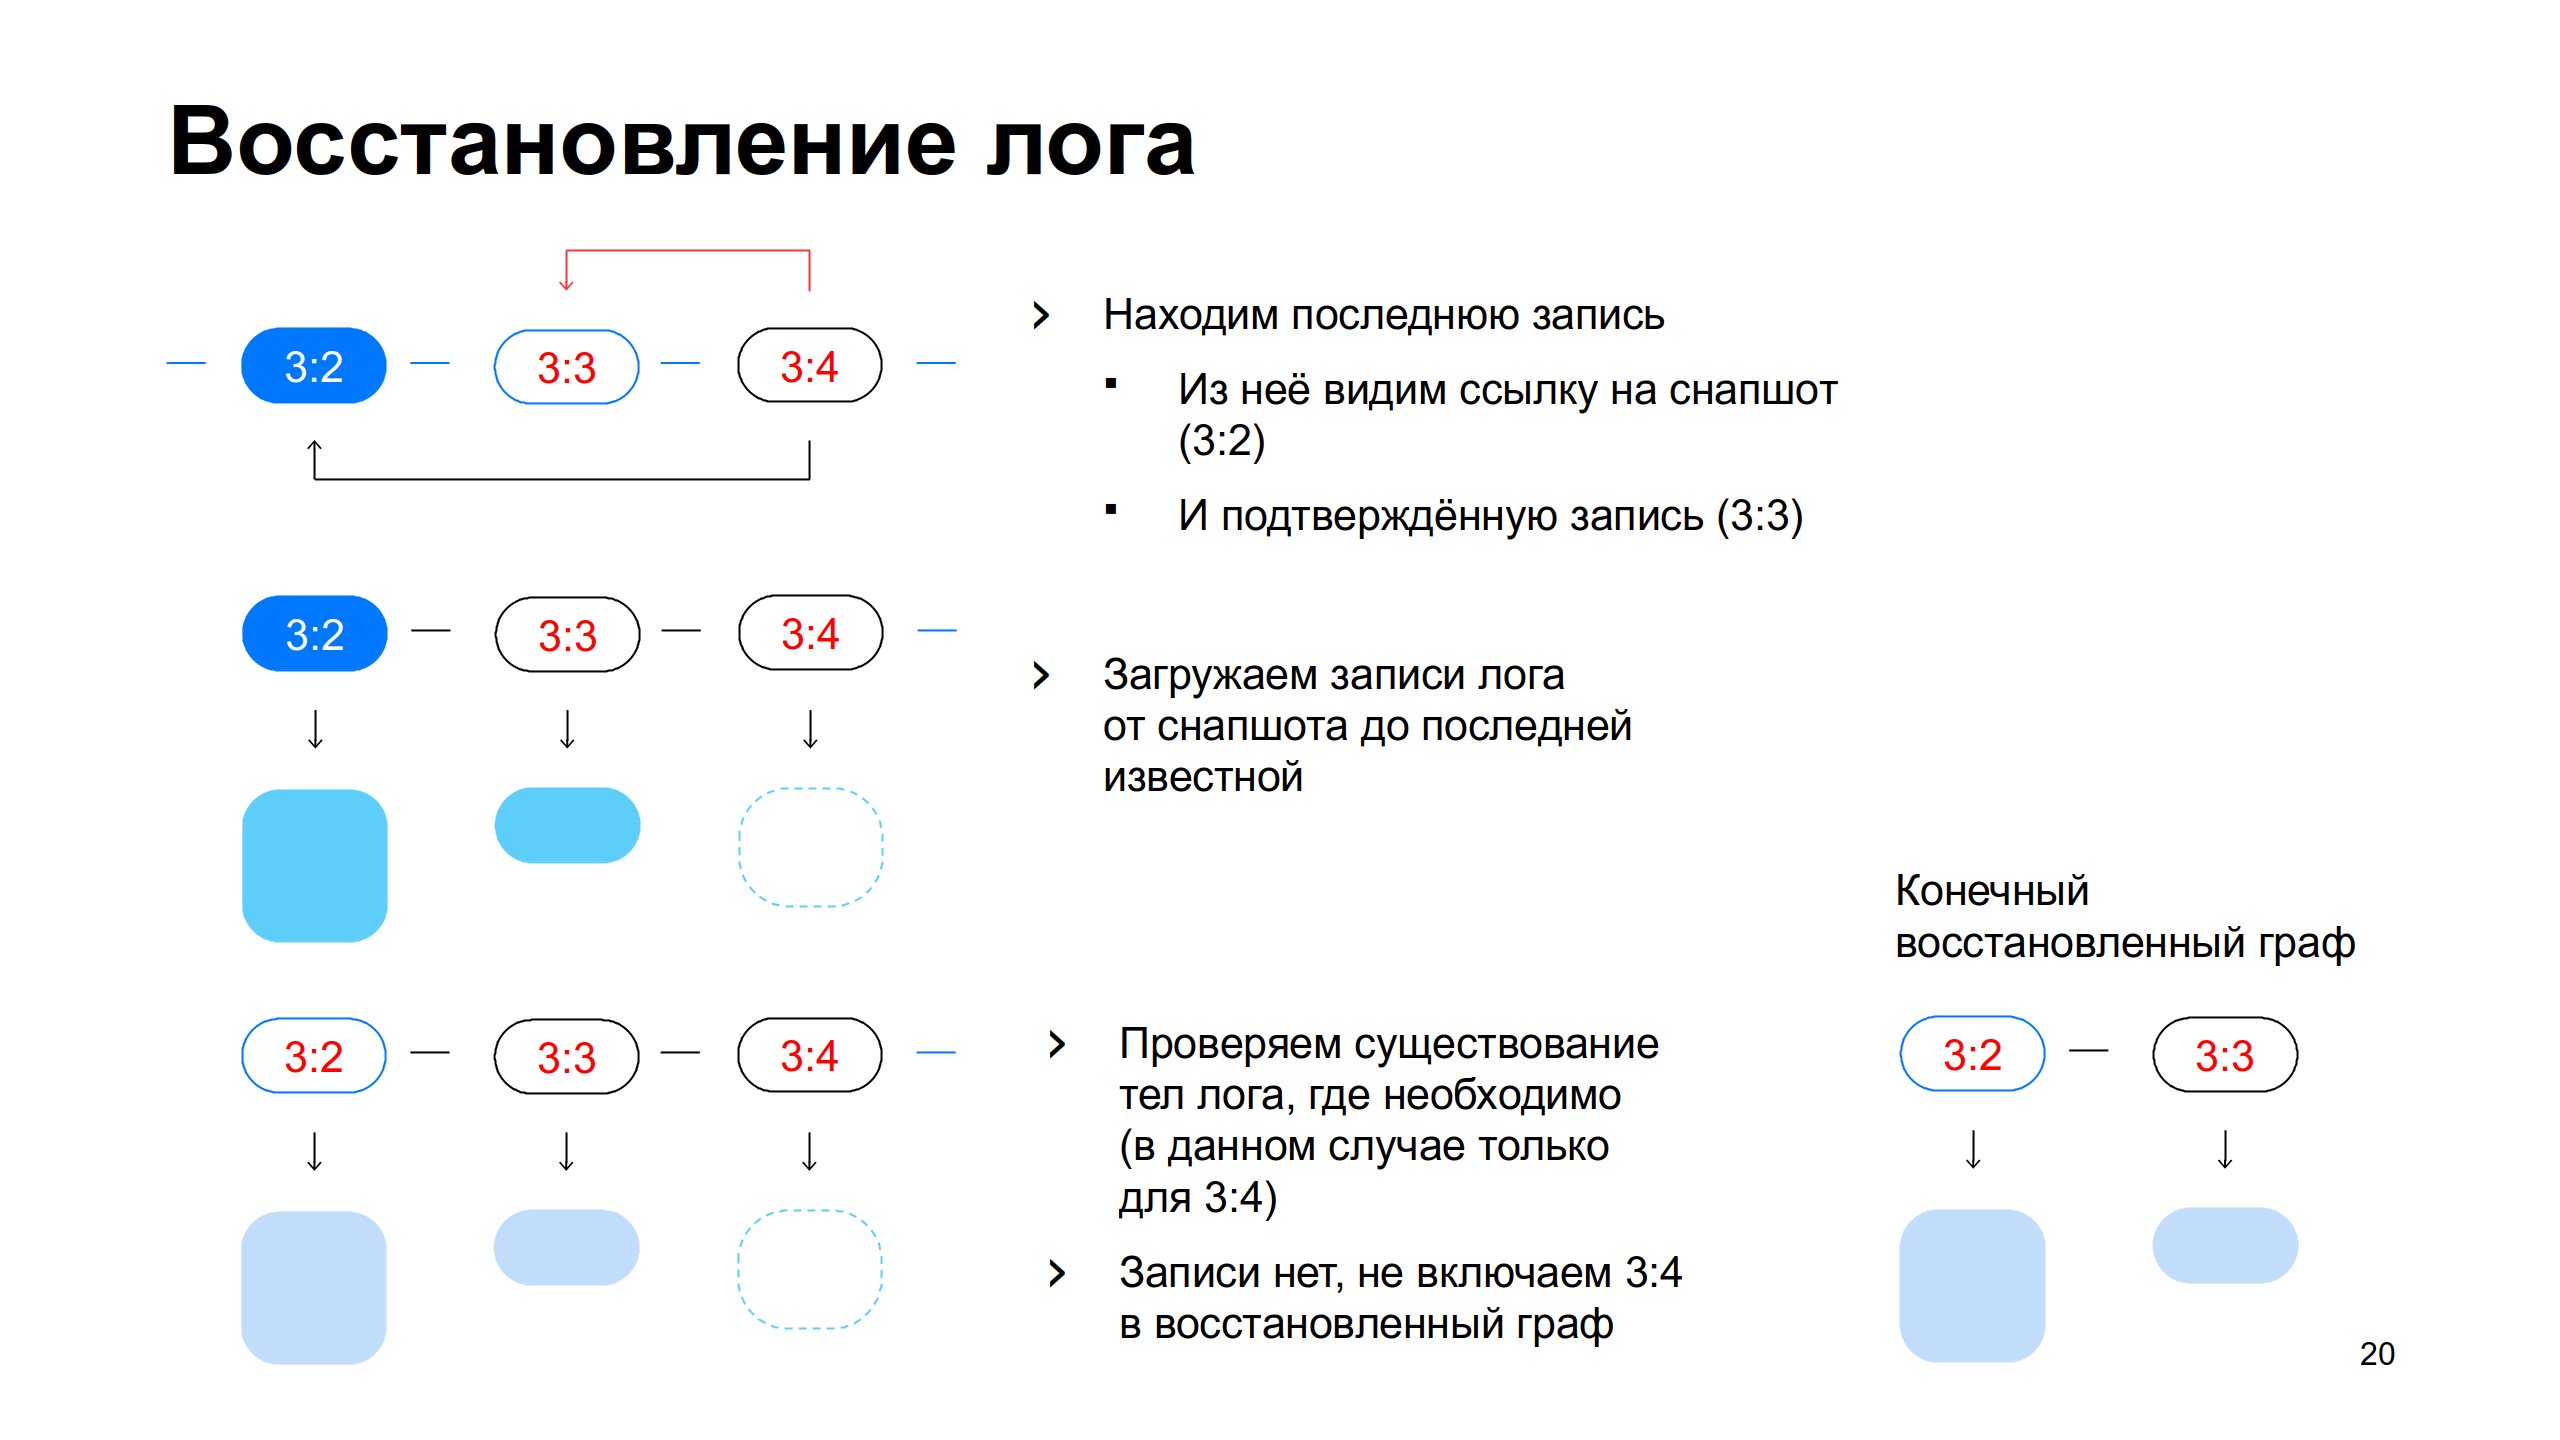 Восстановление лога
3:2
3:3
3:4
› Находим последнюю запись
▪ Из неё видим ссылку на снапшот
(3:2)
▪ И подтверждённую запись (3:3)
3:2
3:3
3:4
› Загружаем записи лога
от снапшота до последней
известной
3:2
3:3
3:4
› Проверяем существование
тел лога, где необходимо
(в данном случае только
для 3:4)
› Записи нет, не включаем 3:4
в восстановленный граф
Конечный
восстановленный граф
3:2
3:3
20